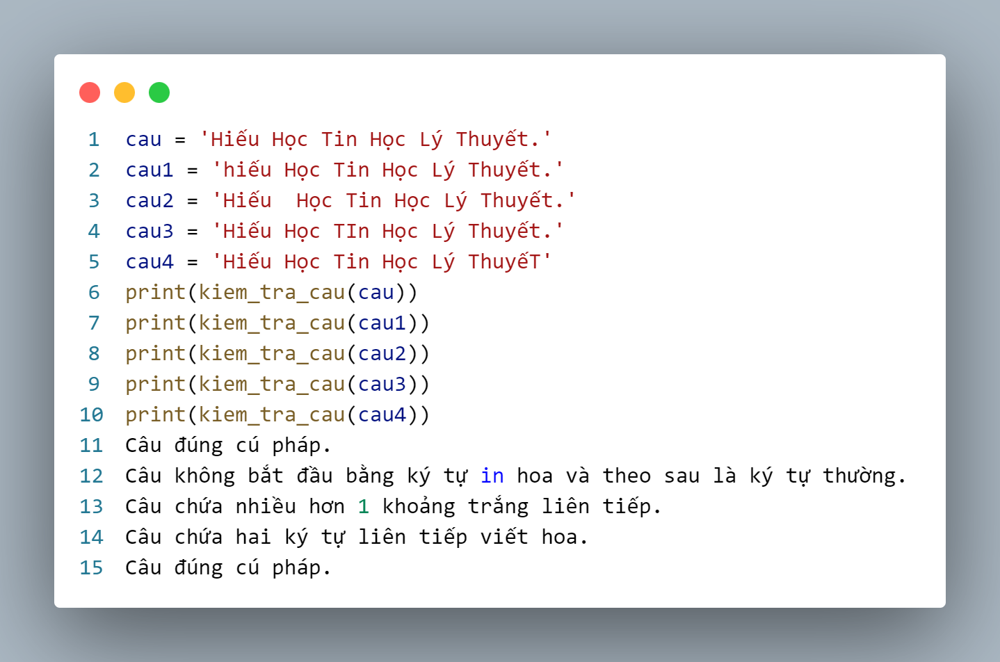 1 cau = 'Hiếu Học Tin Học Lý Thuyết.'
2 cau1 = 'hiếu Học Tin Học Lý Thuyết.'
3 cau2 = 'Hiếu  Học Tin Học Lý Thuyết.'
4 cau3 = 'Hiếu Học TIn Học Lý Thuyết.'
5 cau4 = 'Hiếu Học Tin Học Lý ThuyếT'
6 print(kiem_tra_cau(cau))
7 print(kiem_tra_cau(cau1))
8 print(kiem_tra_cau(cau2))
9 print(kiem_tra_cau(cau3))
10 print(kiem_tra_cau(cau4))
11 Câu đúng cú pháp.
12 Câu không bắt đầu bằng ký tự in hoa và theo sau là ký tự thường.
13 Câu chứa nhiều hơn 1 khoảng trắng liên tiếp.
14 Câu chứa hai ký tự liên tiếp viết hoa.
15 Câu đúng cú pháp.